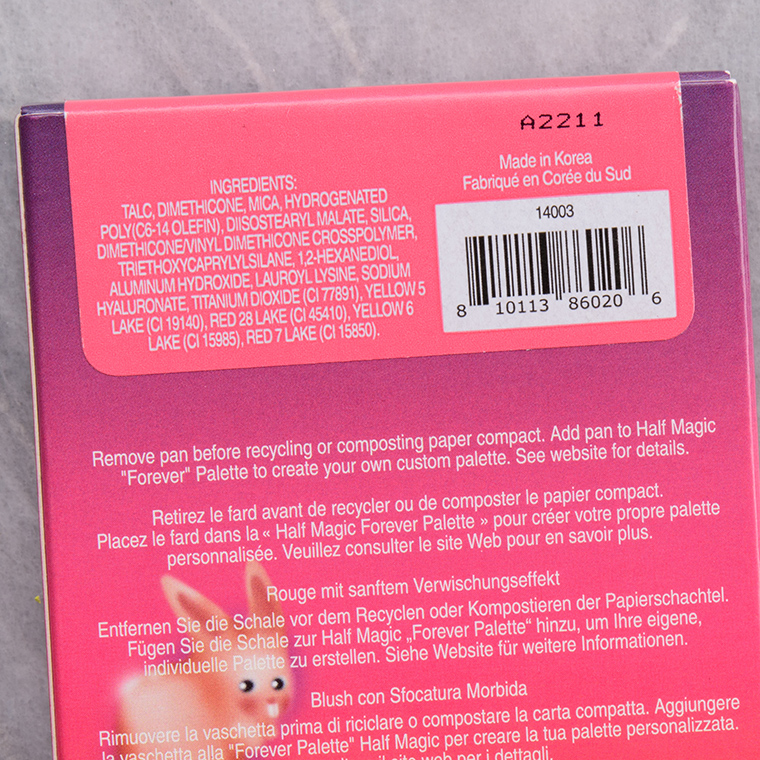 A2211
Made in Korea
Fabriqué en Corée du Sud
14003
8 10113 86020 6
INGREDIENTS:
TALC, DIMETHICONE, MICA, HYDROGENATED
POLY(C6-14 OLEFIN), DIISOSTEARYL MALATE, SILICA,
DIMETHICONE/VINYL DIMETHICONE CROSSPOLYMER,
TRIETHOXYCAPRYLYLSILANE, 1,2-HEXANEDIOL,
ALUMINUM HYDROXIDE, LAUROYL LYSINE, SODIUM
HYALURONATE, TITANIUM DIOXIDE (CI 77891), YELLOW 5
LAKE (CI 19140), RED 28 LAKE (CI 45410), YELLOW 6
LAKE (CI 15985), RED 7 LAKE (CI 15850).
Remove pan before recycling or composting paper compact. Add pan to Half Magic
"Forever" Palette to create your own custom palette. See website for details.
Retirez le fard avant de recycler ou de composter le papier compact.
Placez le fard dans la « Half Magic Forever Palette » pour créer votre propre palette
personnalisée. Veuillez consulter le site Web pour en savoir plus.
Rouge mit sanftem Verwischungseffekt
Entfernen Sie die Schale vor dem Recyclen oder Kompostieren der Papierschachtel.
Fügen Sie die Schale zur Half Magic „Forever Palette“ hinzu, um Ihre eigene,
individuelle Palette zu erstellen. Siehe Website für weitere Informationen.
Blush con Sfocatura Morbida
Rimuovere la vaschetta prima di riciclare o compostare la carta compatta. Aggiungere
la vaschetta alla "Forever Palette" Half Magic per creare la tua palette personalizzata.
il sito web per i dettagli.